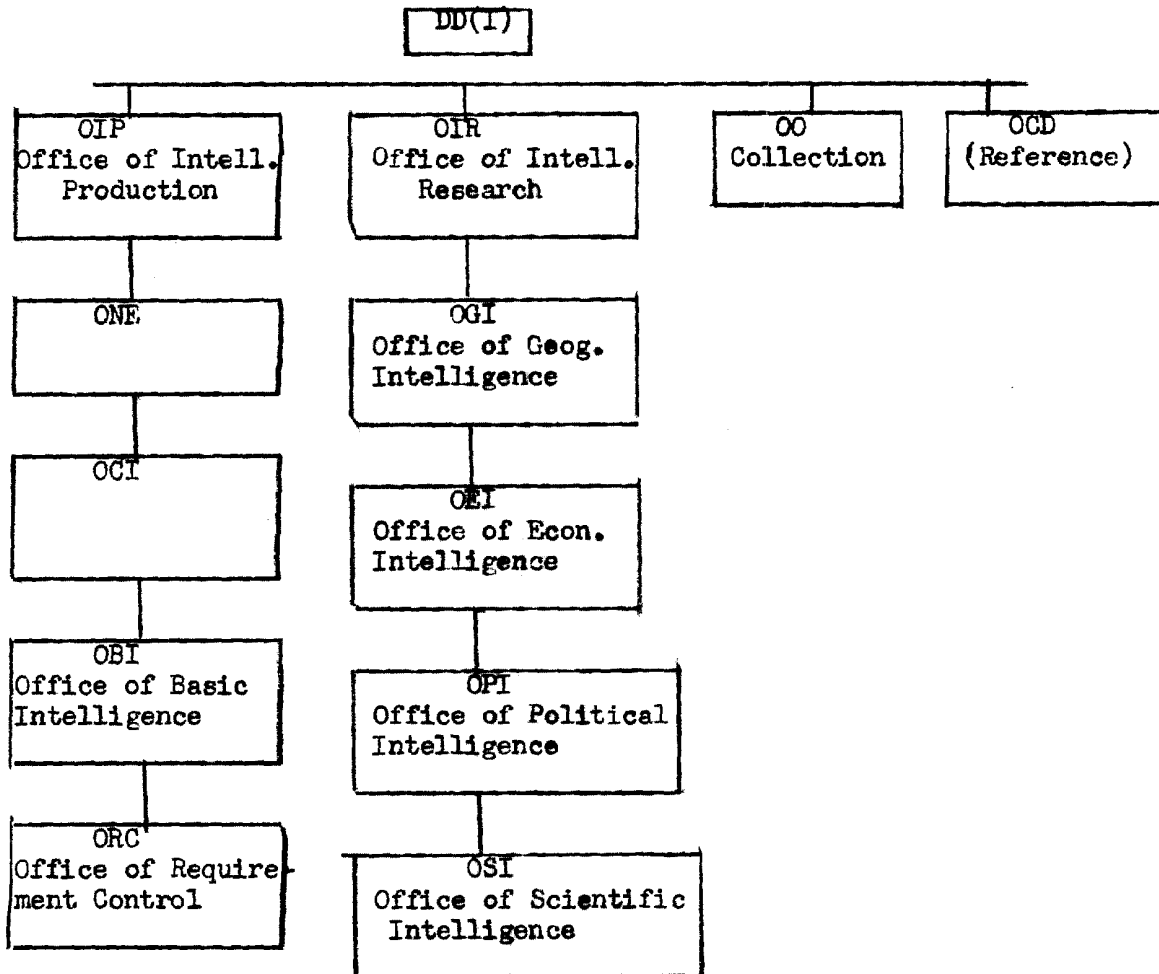 DD(I)
OIP
Office of Intell.
Production
OIR
Office of Intell.
Research
OO
Collection
OCD
(Reference)
ONE
OGI
Office of Geog.
Intelligence
OCI
OEI
Office of Econ.
Intelligence
OBI
Office of Basic
Intelligence
OPI
Office of Political
Intelligence
ORC
Office of Require-
ment Control
OSI
Office of Scientific
Intelligence